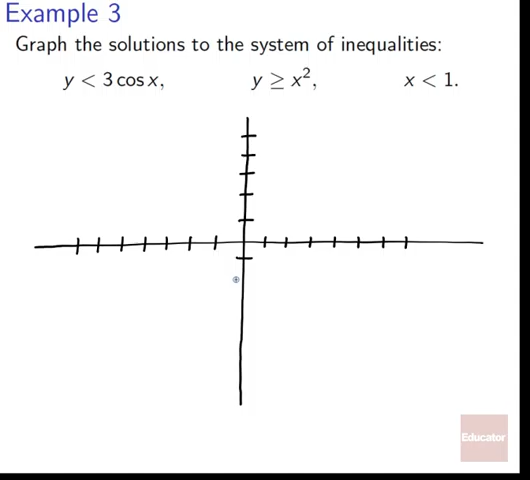 Example 3
Graph the solutions to the system of inequalities:
y < 3 cos x, y ≥ x², x < 1.
Educator